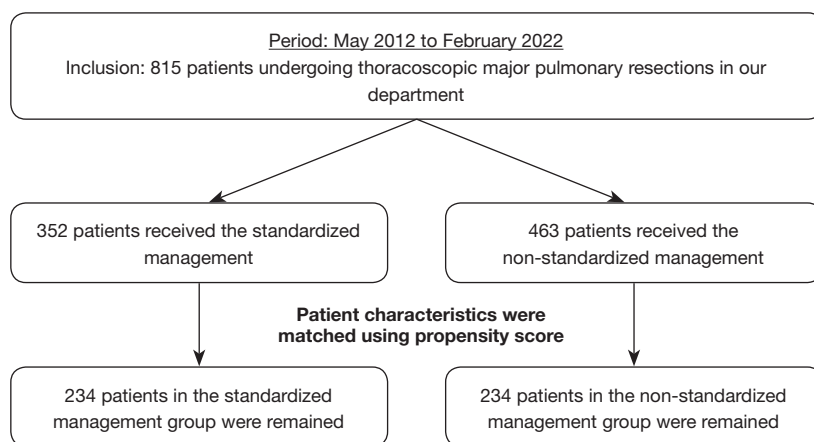 Period: May 2012 to February 2022
Inclusion: 815 patients undergoing thoracoscopic major pulmonary resections in our
department
352 patients received the standardized
management
463 patients received the
non-standardized management
Patient characteristics were
matched using propensity score
234 patients in the standardized
management group were remained
234 patients in the non-standardized
management group were remained